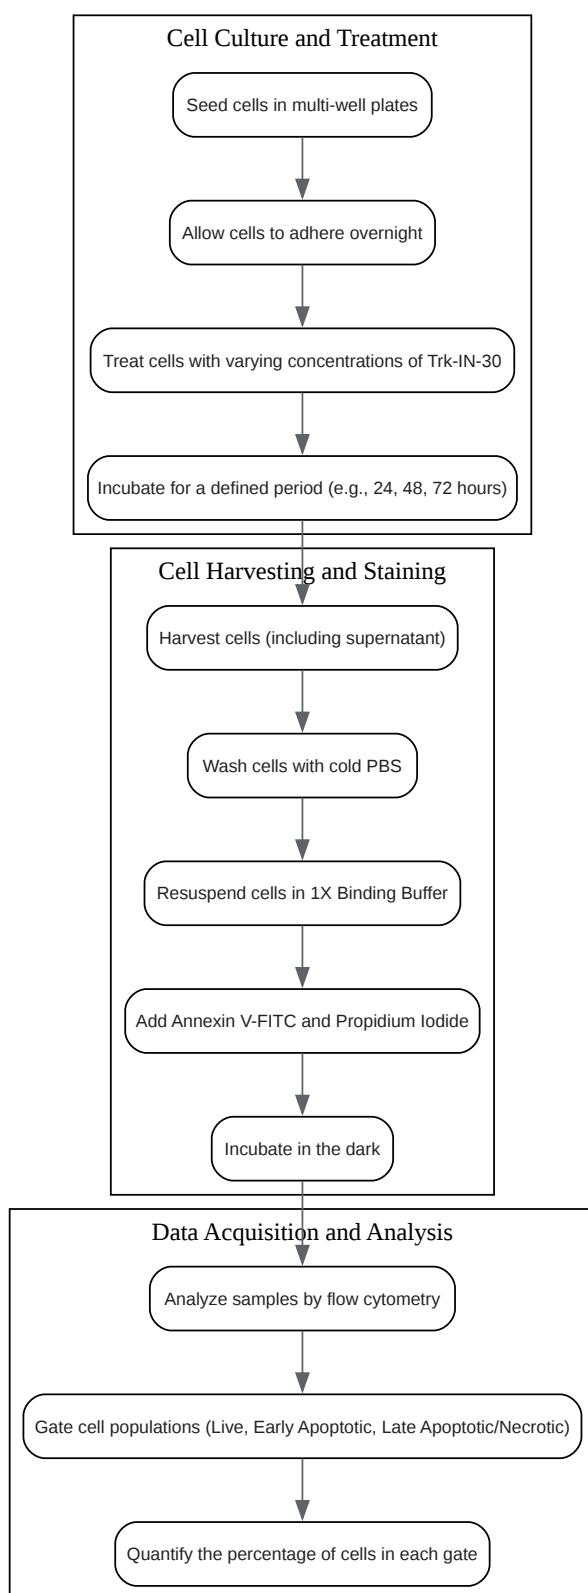 Cell Culture and Treatment
Seed cells in multi-well plates
Allow cells to adhere overnight
Treat cells with varying concentrations of Trk-IN-30
Incubate for a defined period (e.g., 24, 48, 72 hours)
Cell Harvesting and Staining
Harvest cells (including supernatant)
Wash cells with cold PBS
Resuspend cells in 1X Binding Buffer
Add Annexin V-FITC and Propidium Iodide
Incubate in the dark
Data Acquisition and Analysis
Analyze samples by flow cytometry
Gate cell populations (Live, Early Apoptotic, Late Apoptotic/Necrotic)
Quantify the percentage of cells in each gate